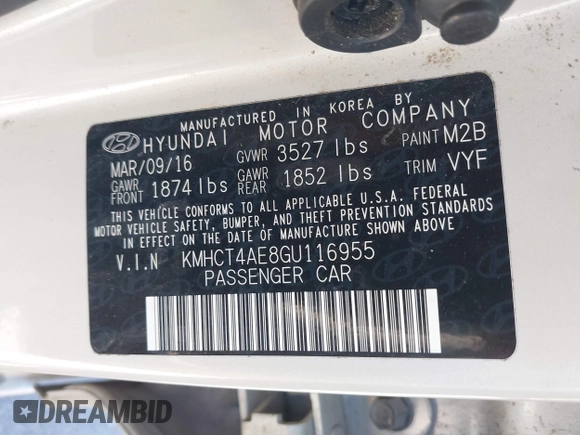 MANUFACTURED IN KOREA BY
HYUNDAI MOTOR COMPANY
MAR/09/16 GVWR 3527 lbs PAINT M2B
GAWR FRONT 1874 lbs GAWR REAR 1852 lbs TRIM VYF
THIS VEHICLE CONFORMS TO ALL APPLICABLE FEDERAL
MOTOR VEHICLE SAFETY, BUMPER, AND THEFT PREVENTION STANDARDS
IN EFFECT ON THE DATE OF MANUFACTURE SHOWN ABOVE
V.I.N KMHCT4AE8GU116955
PASSENGER CAR
DREAMBID